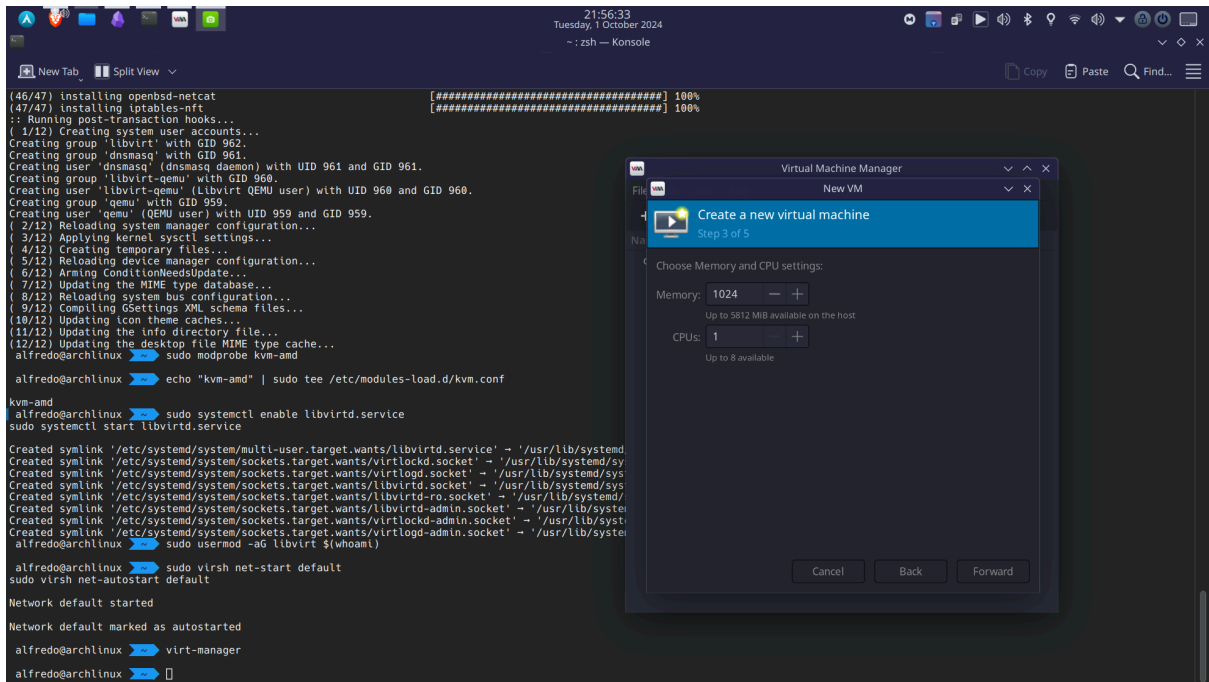 21:56:33
Tuesday, 1 October 2024
~ : zsh — Konsole
New Tab
Split View
Copy
Paste
Find...
(46/47) installing openbsd-netcat [####################################] 100%
(47/47) installing iptables-nft [####################################] 100%
:: Running post-transaction hooks...
( 1/12) Creating system user accounts...
Creating group 'libvirt' with GID 962.
Creating group 'dnsmasq' with GID 961.
Creating user 'dnsmasq' (dnsmasq daemon) with UID 961 and GID 961.
Creating group 'libvirt-qemu' with GID 960.
Creating user 'libvirt-qemu' (Libvirt QEMU user) with UID 960 and GID 960.
Creating group 'qemu' with GID 959.
Creating user 'qemu' (QEMU user) with UID 959 and GID 959.
( 2/12) Reloading system manager configuration...
( 3/12) Applying kernel sysctl settings...
( 4/12) Creating temporary files...
( 5/12) Reloading device manager configuration...
( 6/12) Arming ConditionNeedsUpdate...
( 7/12) Updating the MIME type database...
( 8/12) Reloading system bus configuration...
( 9/12) Compiling GSettings XML schema files...
(10/12) Updating icon theme caches...
(11/12) Updating the info directory file...
(12/12) Updating the desktop file MIME type cache...
alfredo@archlinux ~ sudo modprobe kvm-amd
alfredo@archlinux ~ echo "kvm-amd" | sudo tee /etc/modules-load.d/kvm.conf
kvm-amd
alfredo@archlinux ~ sudo systemctl enable libvirtd.service
sudo systemctl start libvirtd.service
Created symlink '/etc/systemd/system/multi-user.target.wants/libvirtd.service' → '/usr/lib/systemd
Created symlink '/etc/systemd/system/sockets.target.wants/virtlockd.socket' → '/usr/lib/systemd/sy
Created symlink '/etc/systemd/system/sockets.target.wants/virtlogd.socket' → '/usr/lib/systemd/sys
Created symlink '/etc/systemd/system/sockets.target.wants/libvirtd.socket' → '/usr/lib/systemd/sys
Created symlink '/etc/systemd/system/sockets.target.wants/libvirtd-ro.socket' → '/usr/lib/systemd/
Created symlink '/etc/systemd/system/sockets.target.wants/libvirtd-admin.socket' → '/usr/lib/syste
Created symlink '/etc/systemd/system/sockets.target.wants/virtlockd-admin.socket' → '/usr/lib/syst
Created symlink '/etc/systemd/system/sockets.target.wants/virtlogd-admin.socket' → '/usr/lib/syste
alfredo@archlinux ~ sudo usermod -aG libvirt $(whoami)
alfredo@archlinux ~ sudo virsh net-start default
sudo virsh net-autostart default
Network default started
Network default marked as autostarted
alfredo@archlinux ~ virt-manager
alfredo@archlinux ~
Virtual Machine Manager
File
Na
New VM
Create a new virtual machine
Step 3 of 5
Choose Memory and CPU settings:
Memory: 1024 — +
Up to 5812 MiB available on the host
CPUs: 1 — +
Up to 8 available
Cancel
Back
Forward